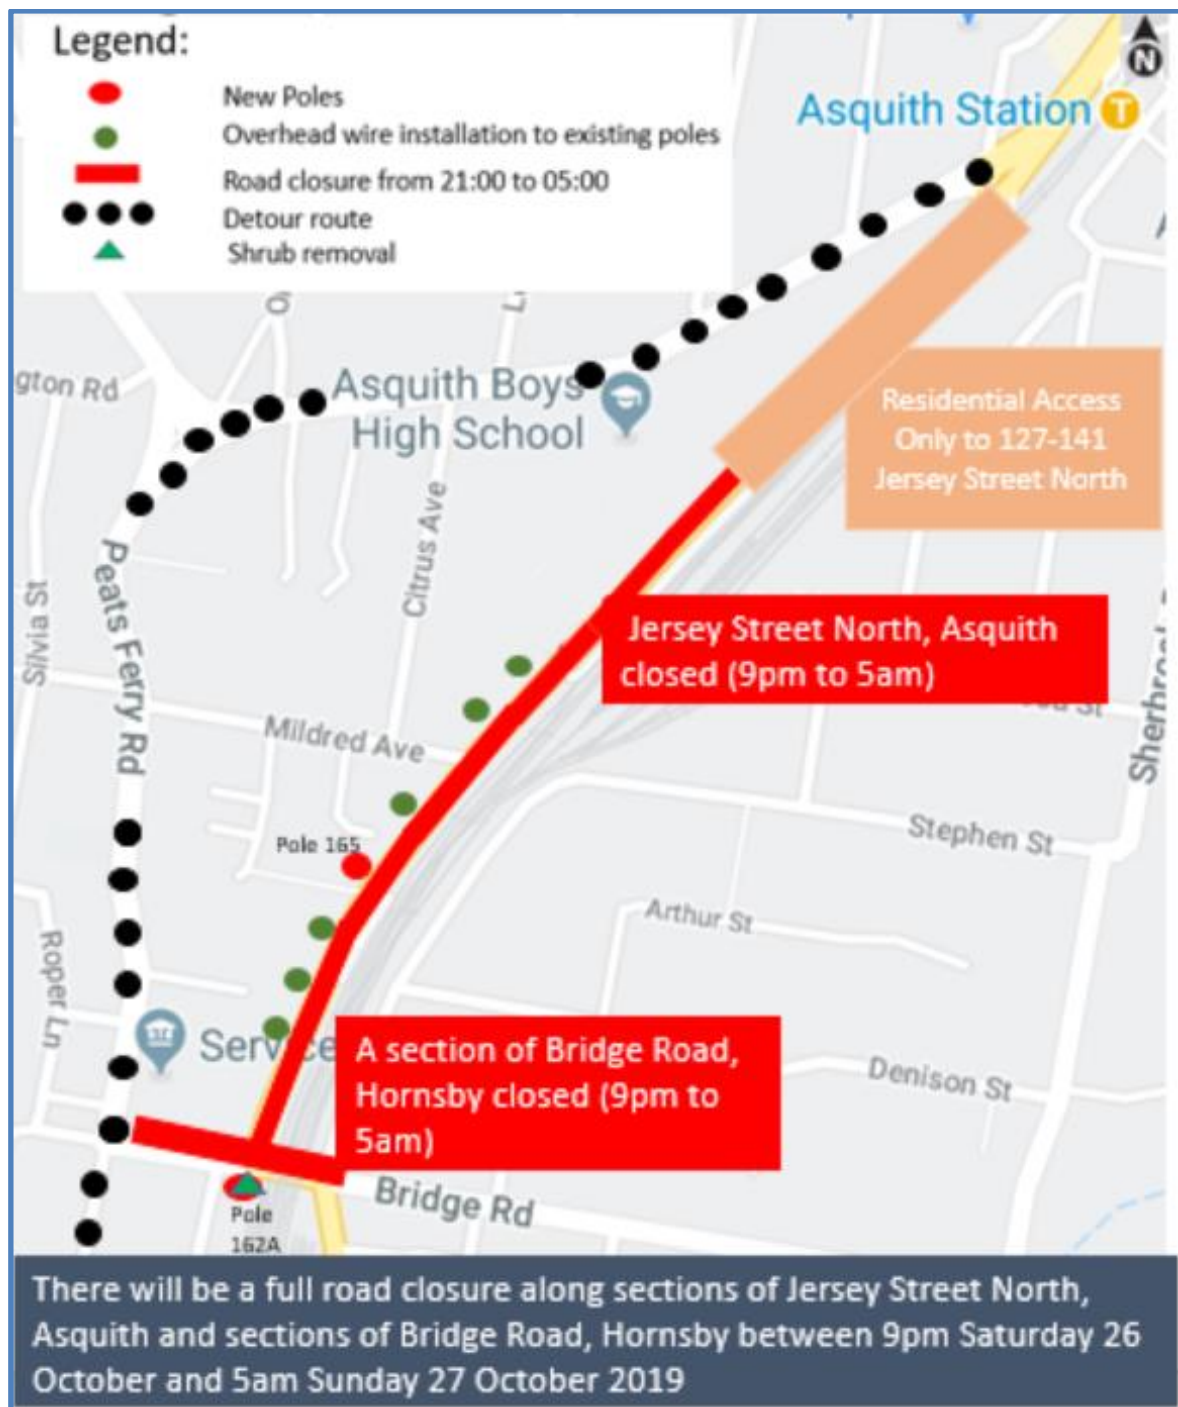 Legend:
New Poles
Overhead wire installation to existing poles
Road closure from 21:00 to 05:00
Detour route
Shrub removal
N
Asquith Station T
gton Rd
Asquith Boys
High School
Residential Access
Only to 127-141
Jersey Street North
Citrus Ave
Peats Ferry Rd
Silvia St
Jersey Street North, Asquith
closed (9pm to 5am)
Mildred Ave
Sherbroo
Stephen St
Pole 165
Arthur St
Roper Ln
Service
A section of Bridge Road,
Hornsby closed (9pm to
5am)
Denison St
Bridge Rd
Pole
162A
There will be a full road closure along sections of Jersey Street North,
Asquith and sections of Bridge Road, Hornsby between 9pm Saturday 26
October and 5am Sunday 27 October 2019